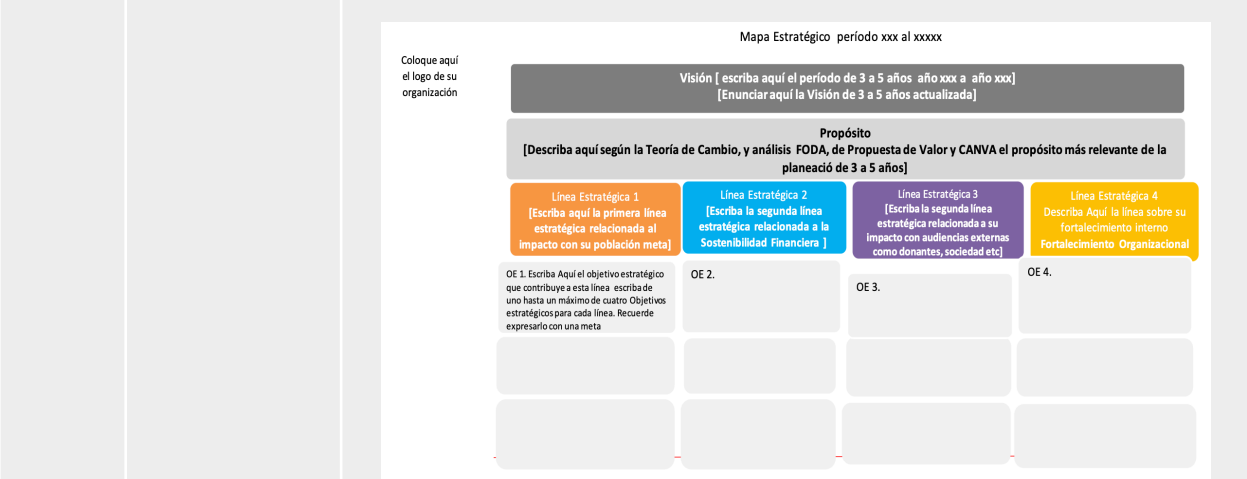 Mapa Estratégico período xxx al xxxxx
Coloque aquí
el logo de su
organización
Visión [ escriba aquí el período de 3 a 5 años año xxx a año xxx]
[Enunciar aquí la Visión de 3 a 5 años actualizada]
Propósito
[Describa aquí según la Teoría de Cambio, y análisis FODA, de Propuesta de Valor y CANVA el propósito más relevante de la
planeació de 3 a 5 años]
Línea Estratégica 1
[Escriba aquí la primera línea
estratégica relacionada al
impacto con su población meta]
Línea Estratégica 2
[Escriba la segunda línea
estratégica relacionada a la
Sostenibilidad Financiera ]
Línea Estratégica 3
[Escriba la segunda línea
estratégica relacionada a su
impacto con audiencias externas
como donantes, sociedad etc]
Línea Estratégica 4
Describa Aquí la línea sobre su
fortalecimiento interno
Fortalecimiento Organizacional
OE 1. Escriba Aquí el objetivo estratégico
que contribuye a esta línea escriba de
uno hasta un máximo de cuatro Objetivos
estratégicos para cada línea. Recuerde
expresarlo con una meta
OE 2.
OE 3.
OE 4.